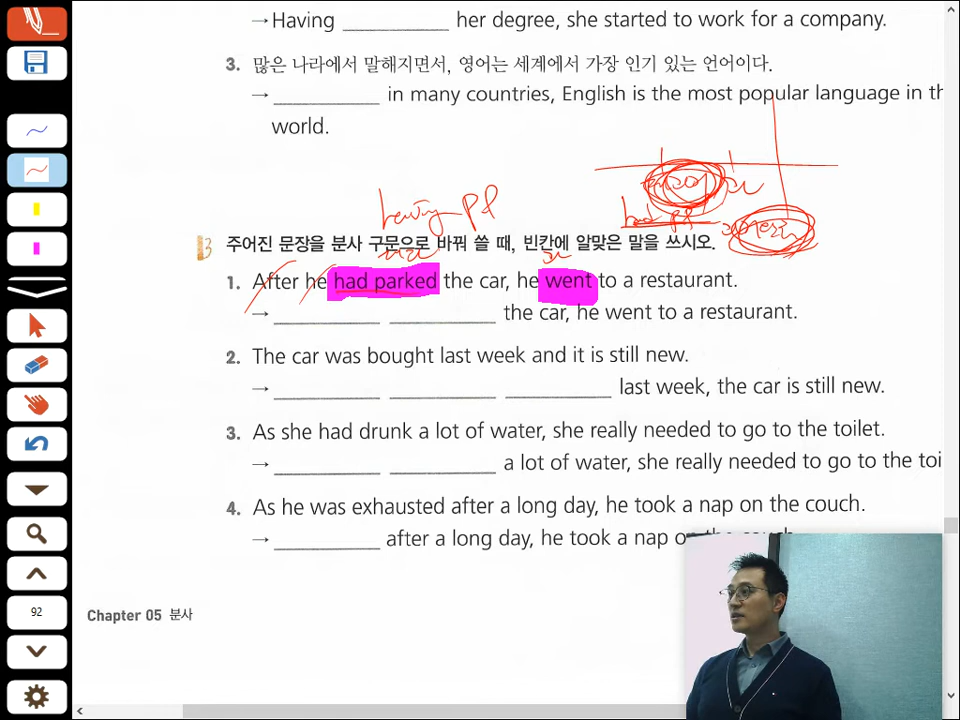 → Having __________ her degree, she started to work for a company.
3. 많은 나라에서 말해지면서, 영어는 세계에서 가장 인기 있는 언어이다.
→ __________ in many countries, English is the most popular language in th
world.
having PP
had PP
B 주어진 문장을 분사 구문으로 바꿔 쓸 때, 빈칸에 알맞은 말을 쓰시오.
1. After he had parked the car, he went to a restaurant.
→ __________ __________ the car, he went to a restaurant.
2. The car was bought last week and it is still new.
→ __________ __________ __________ last week, the car is still new.
3. As she had drunk a lot of water, she really needed to go to the toilet.
→ __________ __________ a lot of water, she really needed to go to the toi
4. As he was exhausted after a long day, he took a nap on the couch.
→ __________ after a long day, he took a nap on the couch.
92
Chapter 05 분사